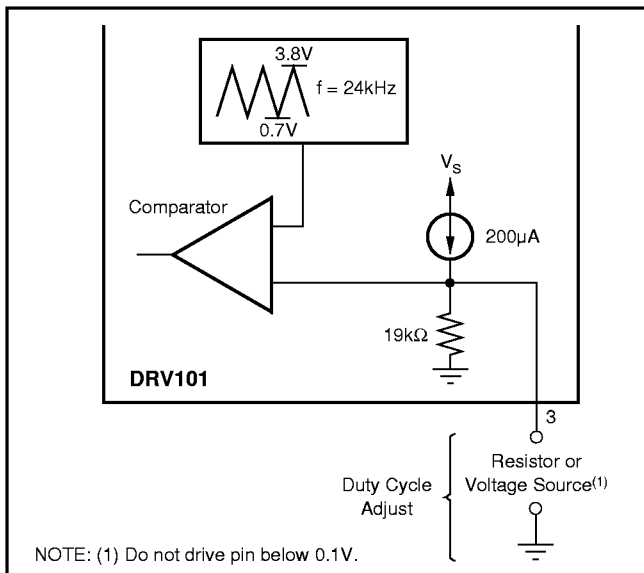 3.8V
f = 24kHz
0.7V
V_S
Comparator
200µA
19kΩ
DRV101
3
Duty Cycle
Adjust
Resistor or
Voltage Source(1)
NOTE: (1) Do not drive pin below 0.1V.